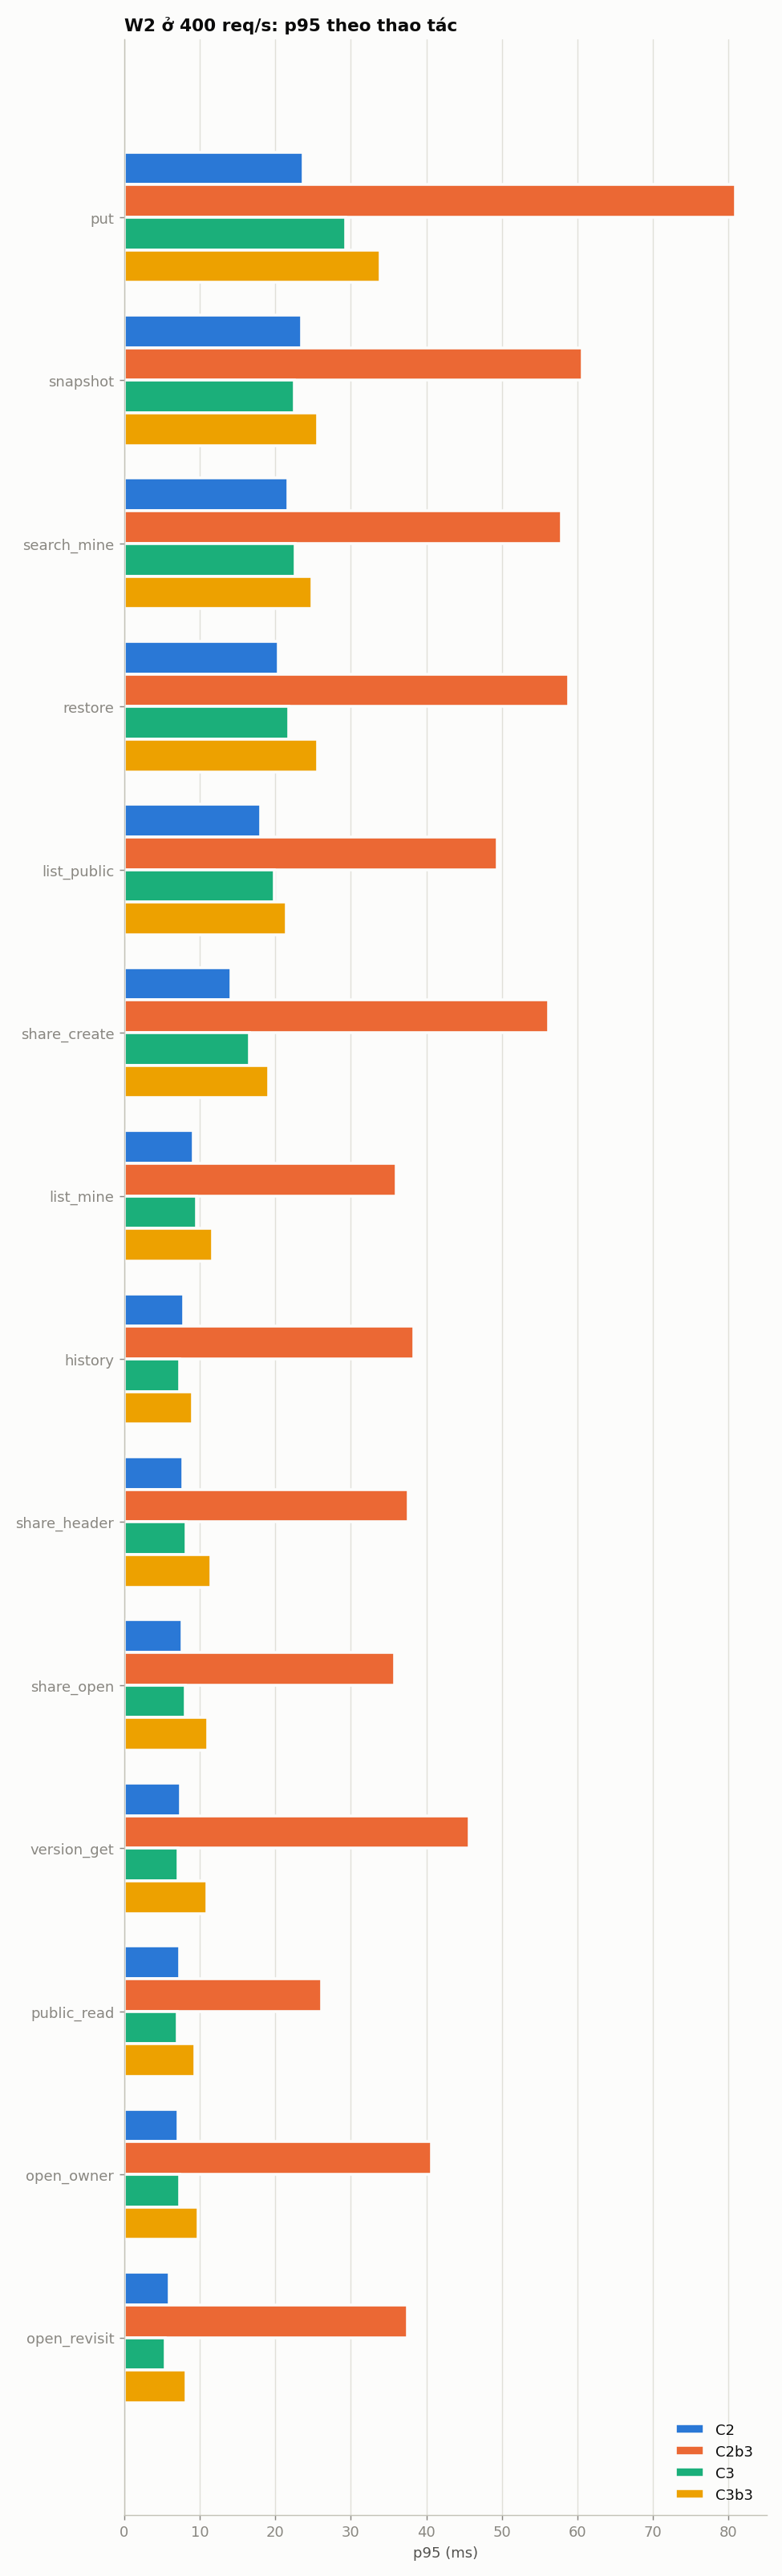 W2 ở 400 req/s: p95 theo thao tác
put
snapshot
search_mine
restore
list_public
share_create
list_mine
history
share_header
share_open
version_get
public_read
open_owner
open_revisit
C2
C2b3
C3
C3b3
0 10 20 30 40 50 60 70 80
p95 (ms)